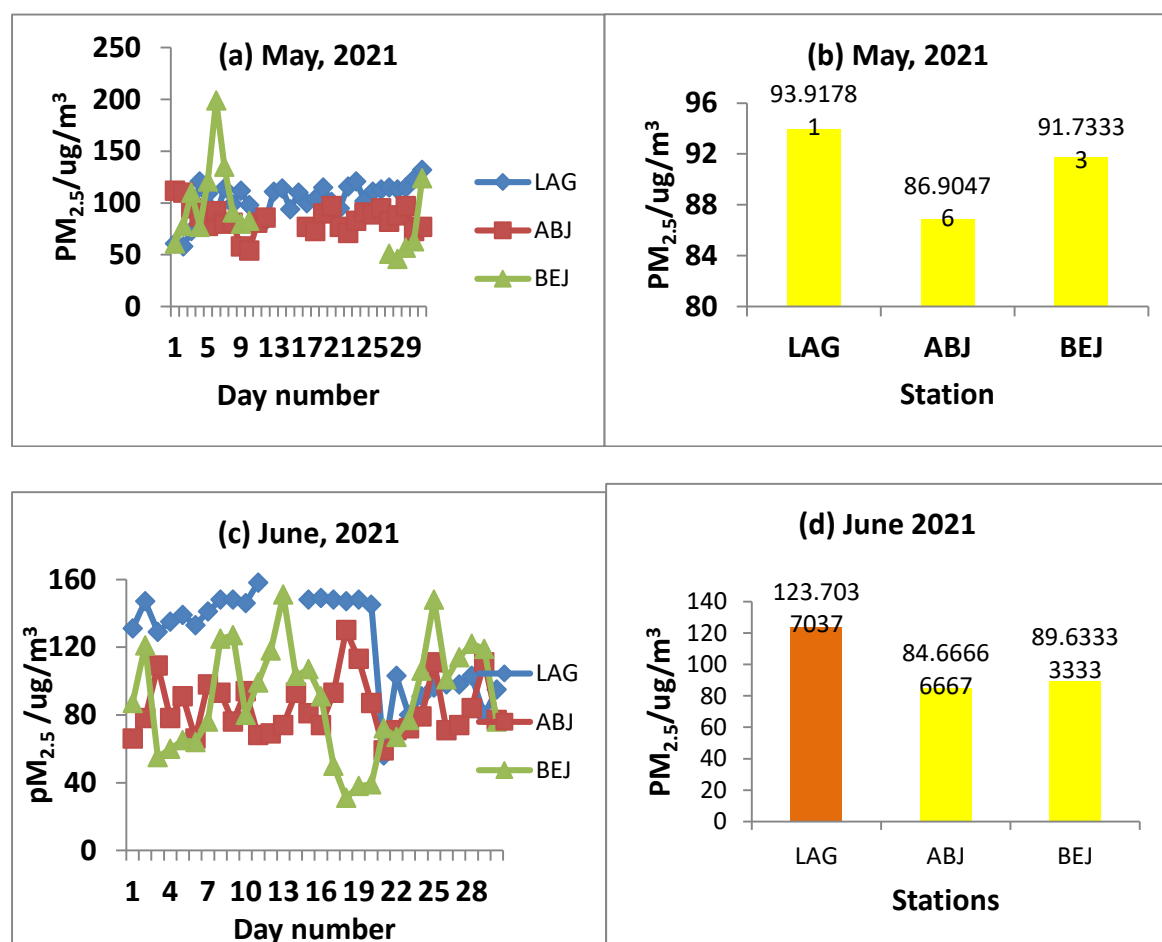 (a) May, 2021
PM2.5/ug/m³
250
200
150
100
50
0
1 5 9 13 17 21 25 29
Day number
LAG
ABJ
BEJ
(b) May, 2021
PM2.5/ug/m³
96
92
88
84
80
93.9178
1
86.9047
6
91.7333
3
LAG ABJ BEJ
Station
(c) June, 2021
pM2.5 /ug/m³
160
120
80
40
0
1 4 7 10 13 16 19 22 25 28
Day number
LAG
ABJ
BEJ
(d) June 2021
PM2.5/ug/m³
140
120
100
80
60
40
20
0
123.703
7037
84.6666
6667
89.6333
3333
LAG ABJ BEJ
Stations